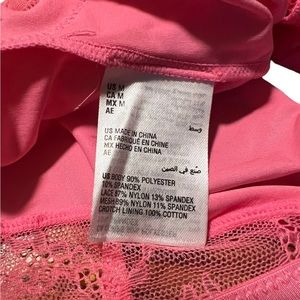 US M
CA M
MX M
AE
وسط
US MADE IN CHINA
CA FABRIQUÉ EN CHINE
MX HECHO EN CHINA
AE
صنع في الصين
US BODY 90% POLYESTER
10% SPANDEX
LACE 87% NYLON 13% SPANDEX
MESH 89% NYLON 11% SPANDEX
CROTCH LINING 100% COTTON